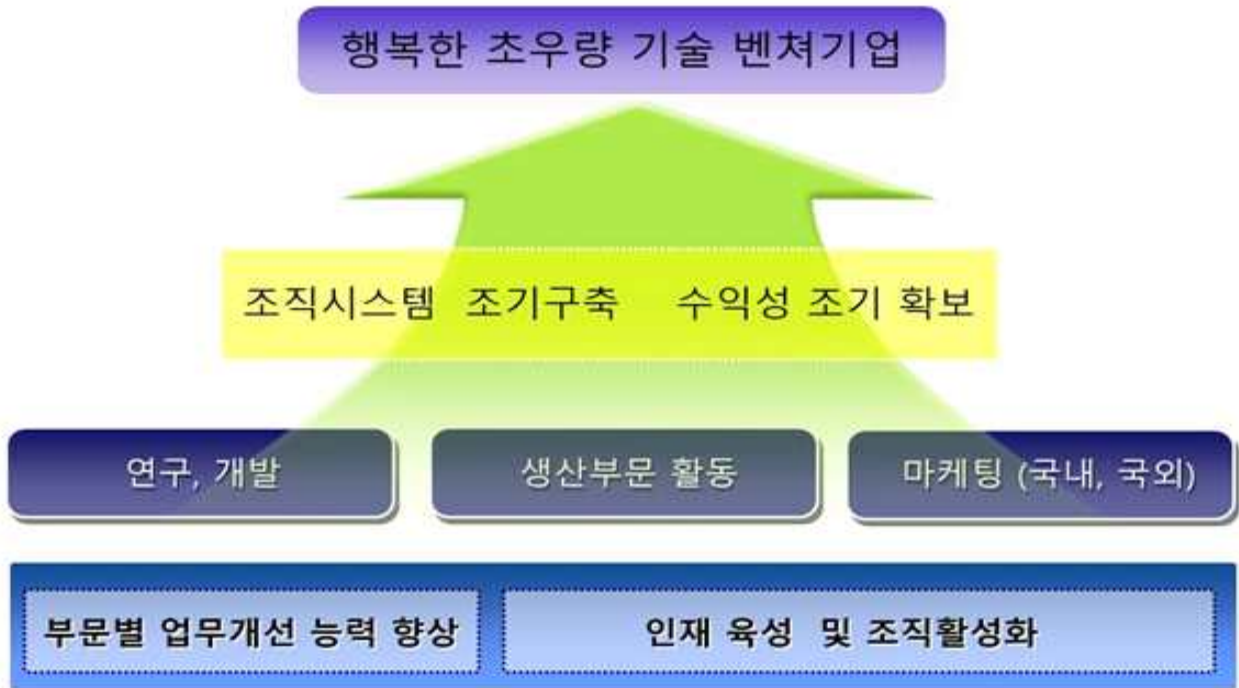 행복한 초우량 기술 벤쳐기업
조직시스템 조기구축 수익성 조기 확보
연구, 개발 생산부문 활동 마케팅 (국내, 국외)
부문별 업무개선 능력 향상 인재 육성 및 조직활성화